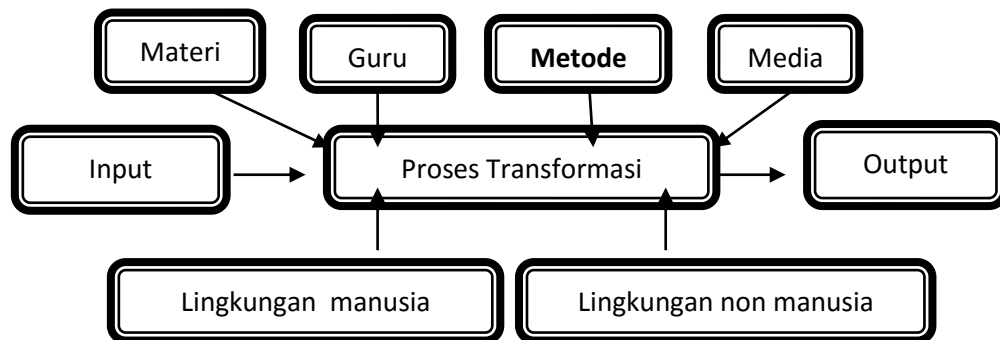 Materi
Guru
Metode
Media
Input
Proses Transformasi
Output
Lingkungan manusia
Lingkungan non manusia